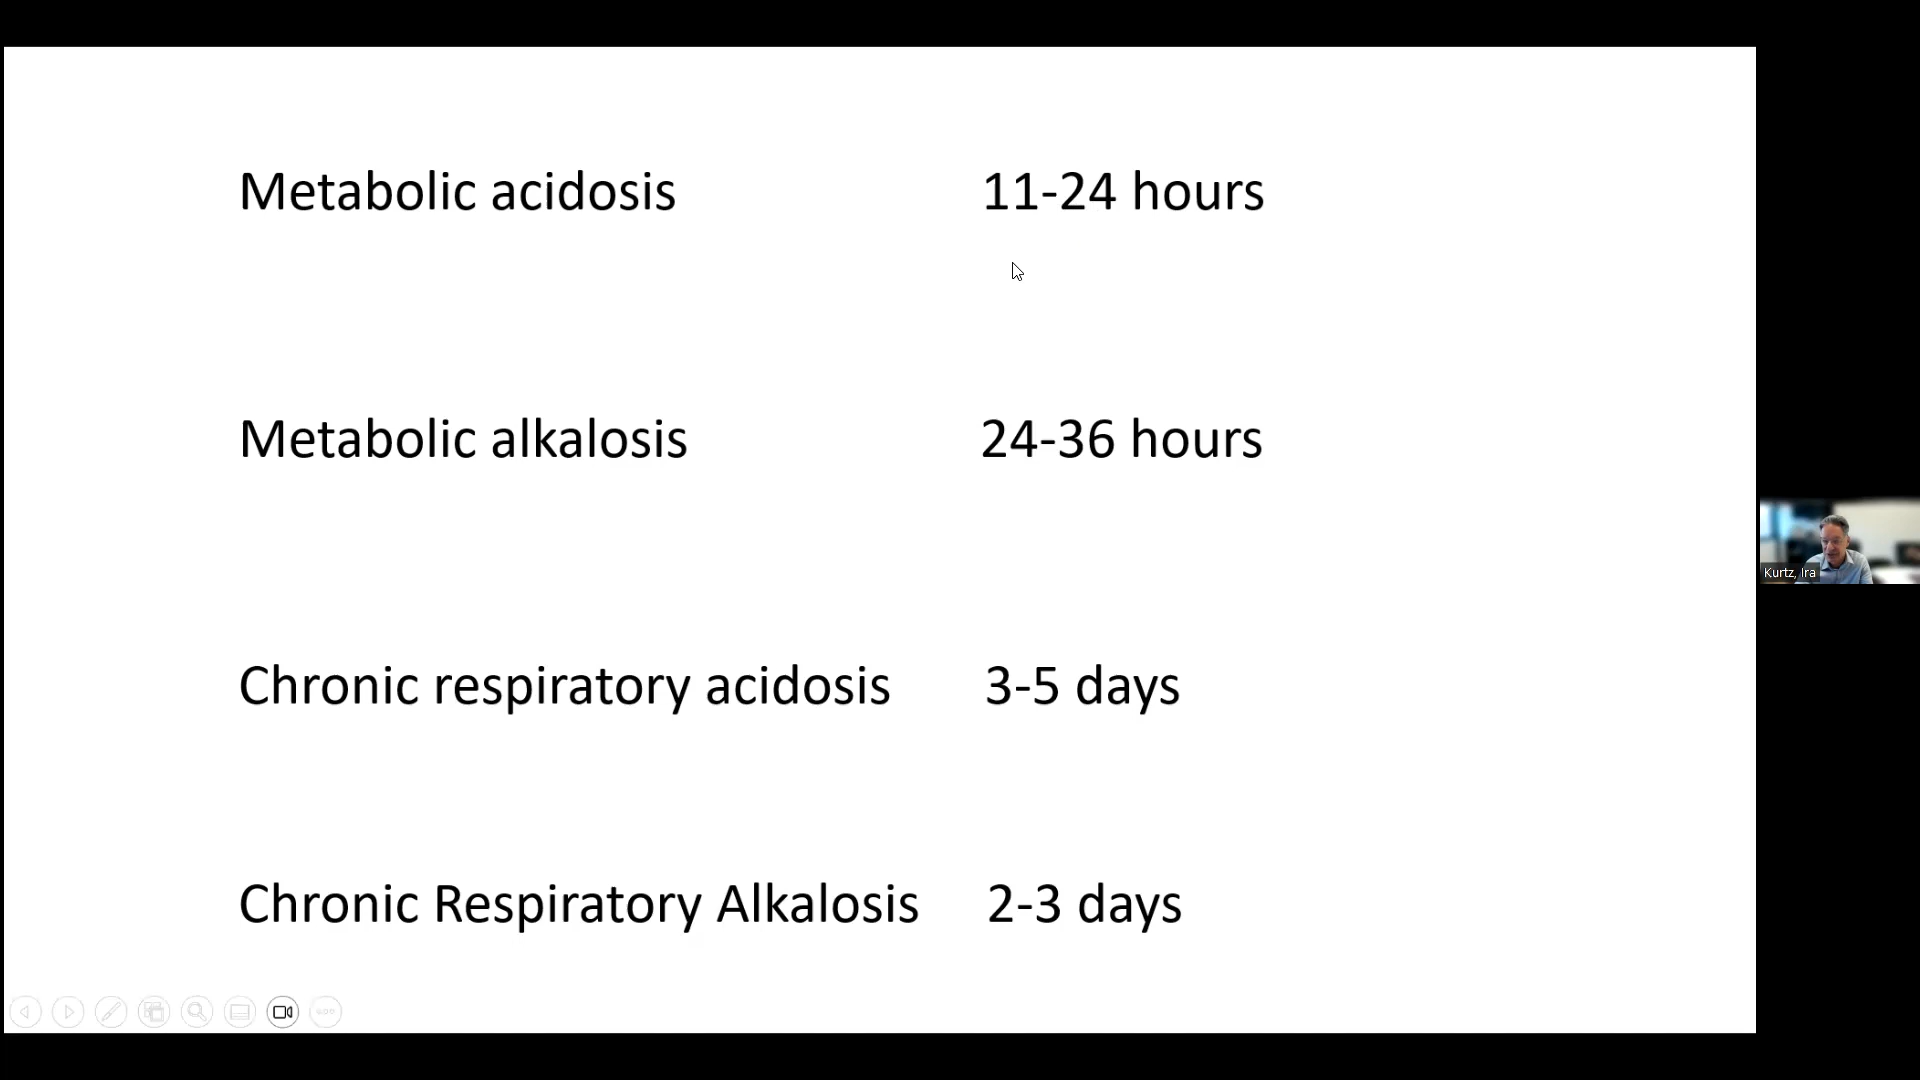 Metabolic acidosis 11-24 hours
Metabolic alkalosis 24-36 hours
Kurtz, Ira
Chronic respiratory acidosis 3-5 days
Chronic Respiratory Alkalosis 2-3 days